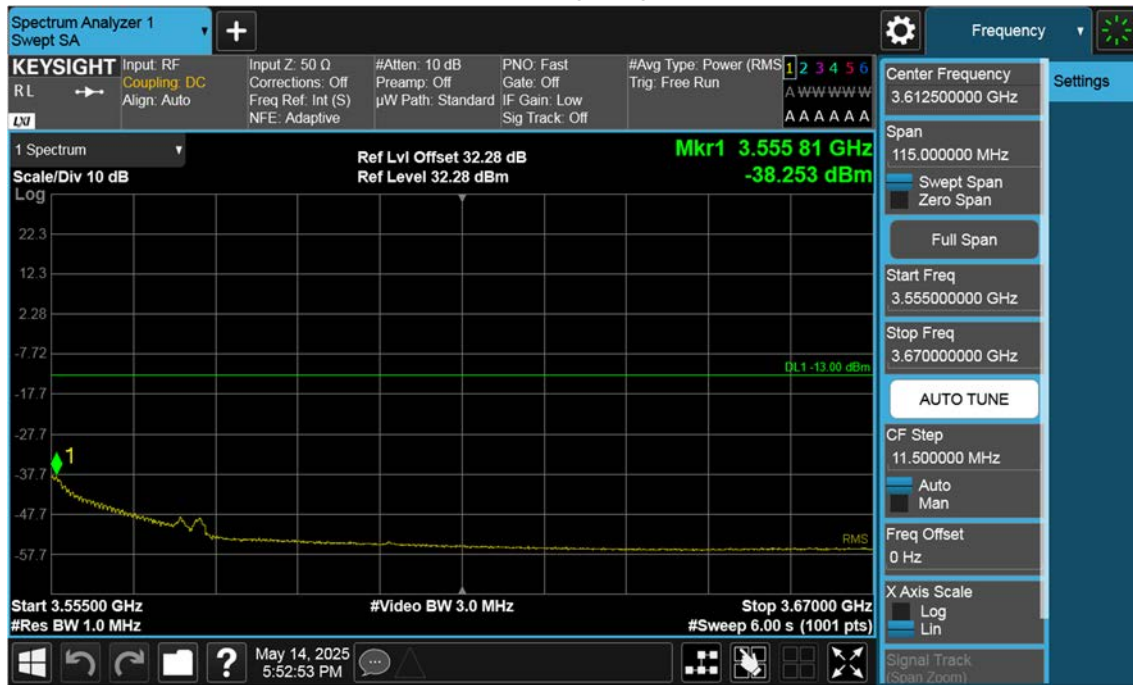 Spectrum Analyzer 1
Swept SA
Frequency
KEYSIGHT
R L
LXI
Input: RF
Coupling: DC
Align: Auto
Input Z: 50 Ω
Corrections: Off
Freq Ref: Int (S)
NFE: Adaptive
#Atten: 10 dB
Preamp: Off
µW Path: Standard
PNO: Fast
Gate: Off
IF Gain: Low
Sig Track: Off
#Avg Type: Power (RMS
Trig: Free Run
1 2 3 4 5 6
A W W W W W
A A A A A A
1 Spectrum
Scale/Div 10 dB
Ref Lvl Offset 32.28 dB
Ref Level 32.28 dBm
Mkr1 3.555 81 GHz
-38.253 dBm
Log
22.3
12.3
2.28
-7.72
DL1 -13.00 dBm
-17.7
-27.7
1
-37.7
-47.7
RMS
-57.7
Start 3.55500 GHz
#Res BW 1.0 MHz
#Video BW 3.0 MHz
Stop 3.67000 GHz
#Sweep 6.00 s (1001 pts)
Center Frequency
3.612500000 GHz
Span
115.000000 MHz
Swept Span
Zero Span
Full Span
Start Freq
3.555000000 GHz
Stop Freq
3.670000000 GHz
AUTO TUNE
CF Step
11.500000 MHz
Auto
Man
Freq Offset
0 Hz
X Axis Scale
Log
Lin
Signal Track
(Span Zoom)
Settings
?
May 14, 2025
5:52:53 PM